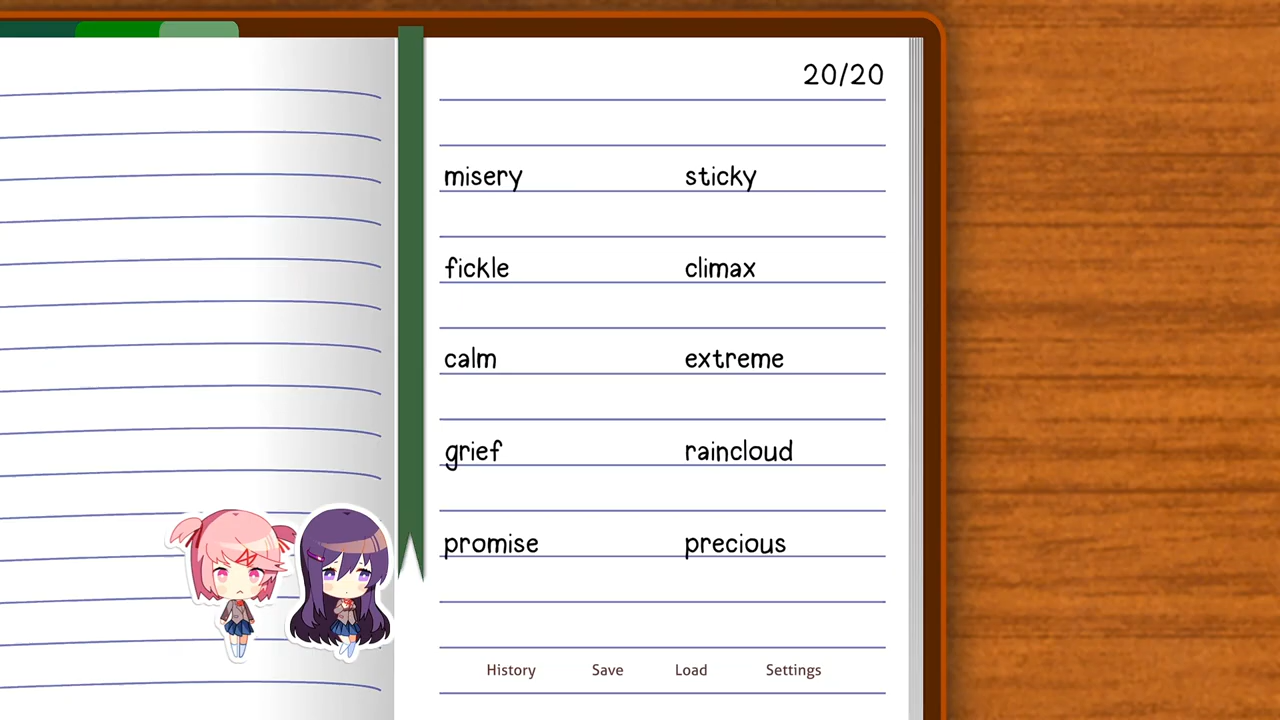 20/20
misery sticky
fickle climax
calm extreme
grief raincloud
promise precious
History Save Load Settings